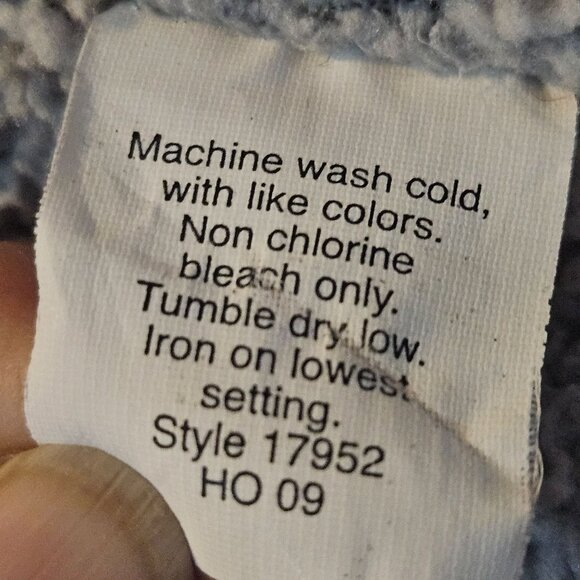 Machine wash cold,
with like colors.
Non chlorine
bleach only.
Tumble dry low.
Iron on lowest
setting.
Style 17952
HO 09